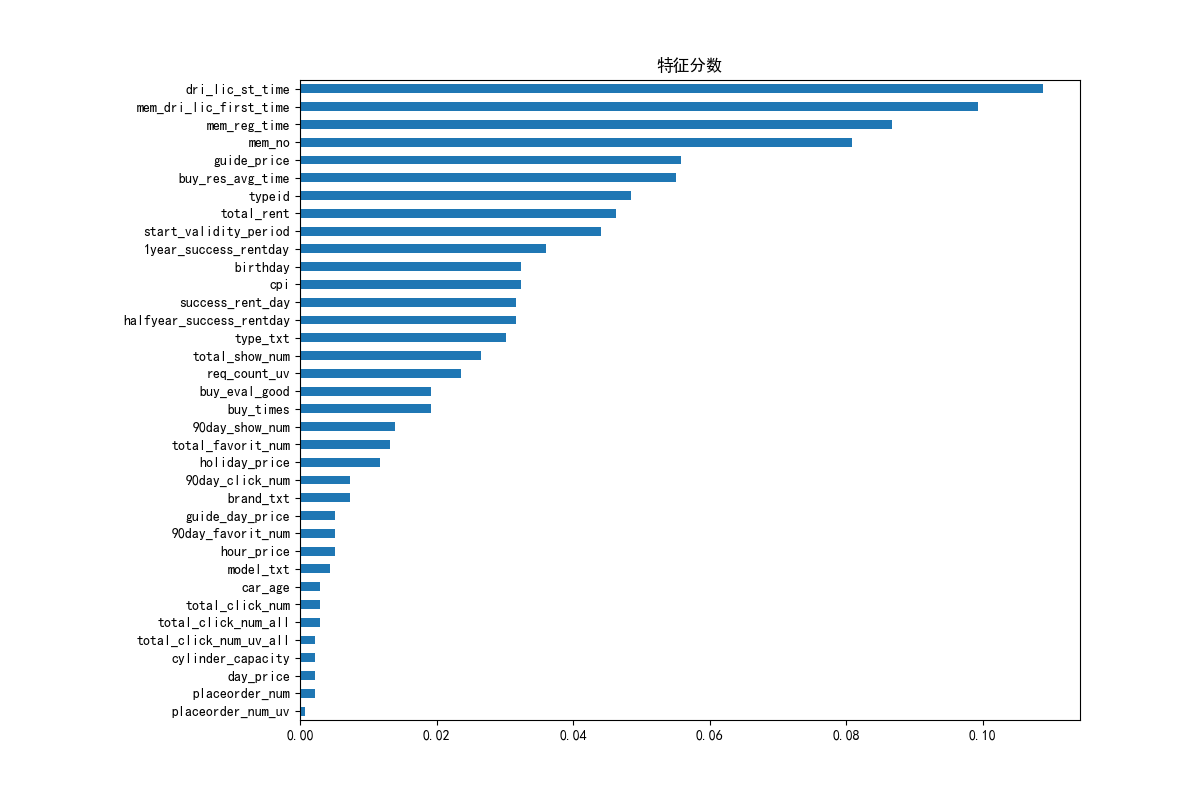 特征分数
dri_lic_st_time
mem_dri_lic_first_time
mem_reg_time
mem_no
guide_price
buy_res_avg_time
typeid
total_rent
start_validity_period
1year_success_rentday
birthday
cpi
success_rent_day
halfyear_success_rentday
type_txt
total_show_num
req_count_uv
buy_eval_good
buy_times
90day_show_num
total_favorit_num
holiday_price
90day_click_num
brand_txt
guide_day_price
90day_favorit_num
hour_price
model_txt
car_age
total_click_num
total_click_num_all
total_click_num_uv_all
cylinder_capacity
day_price
placeorder_num
placeorder_num_uv
0.00 0.02 0.04 0.06 0.08 0.10